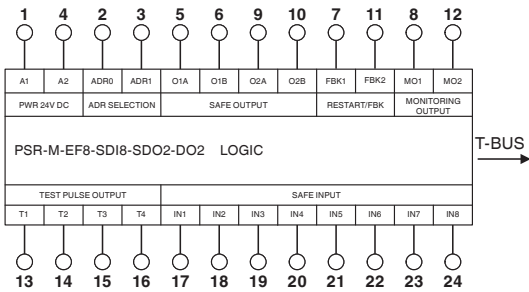 1 4 2 3 5 6 9 10 7 11 8 12
A1 A2 ADR0 ADR1 O1A O1B O2A O2B FBK1 FBK2 MO1 MO2
PWR 24V DC ADR SELECTION SAFE OUTPUT RESTART/FBK MONITORING
OUTPUT
PSR-M-EF8-SDI8-SDO2-DO2 LOGIC
T-BUS
TEST PULSE OUTPUT SAFE INPUT
T1 T2 T3 T4 IN1 IN2 IN3 IN4 IN5 IN6 IN7 IN8
13 14 15 16 17 18 19 20 21 22 23 24